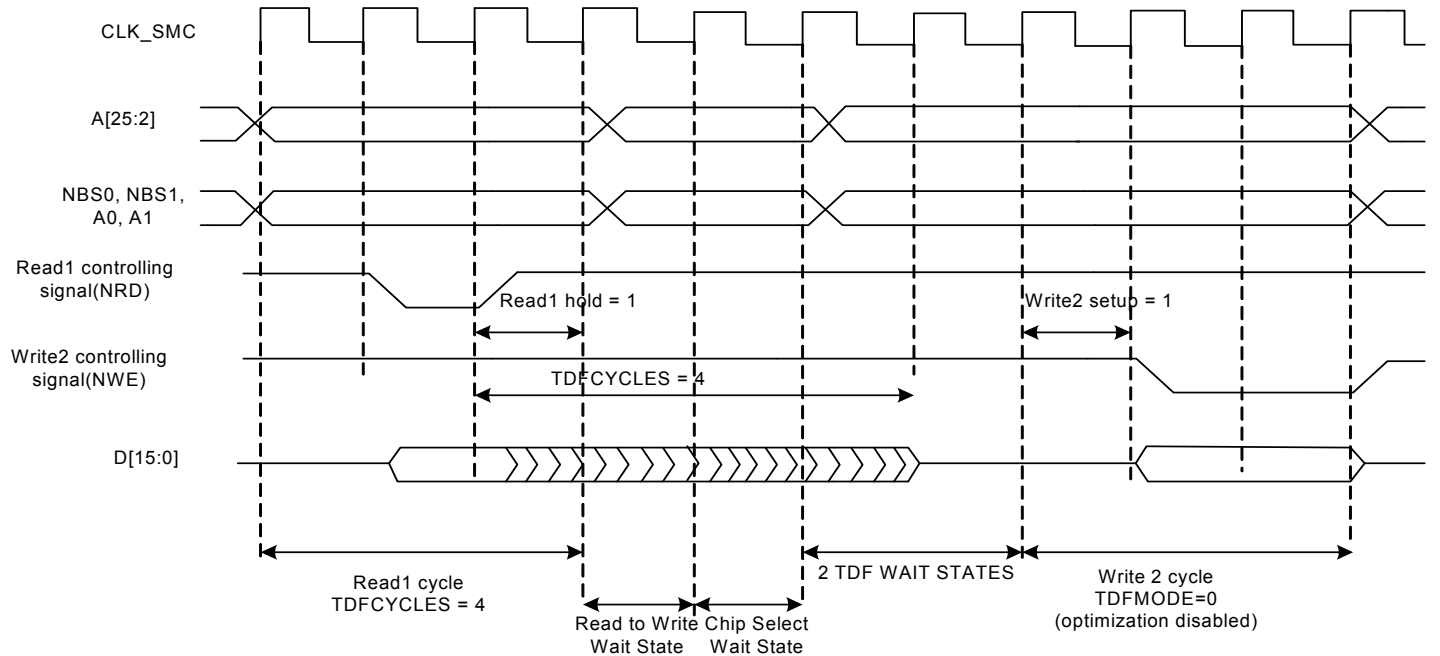 CLK_SMC
A[25:2]
NBS0, NBS1,
A0, A1
Read1 controlling
signal(NRD)
Read1 hold = 1
Write2 setup = 1
Write2 controlling
signal(NWE)
TDFCYCLES = 4
D[15:0]
Read1 cycle
TDFCYCLES = 4
2 TDF WAIT STATES
Write 2 cycle
TDFMODE=0
(optimization disabled)
Read to Write
Wait State
Chip Select
Wait State